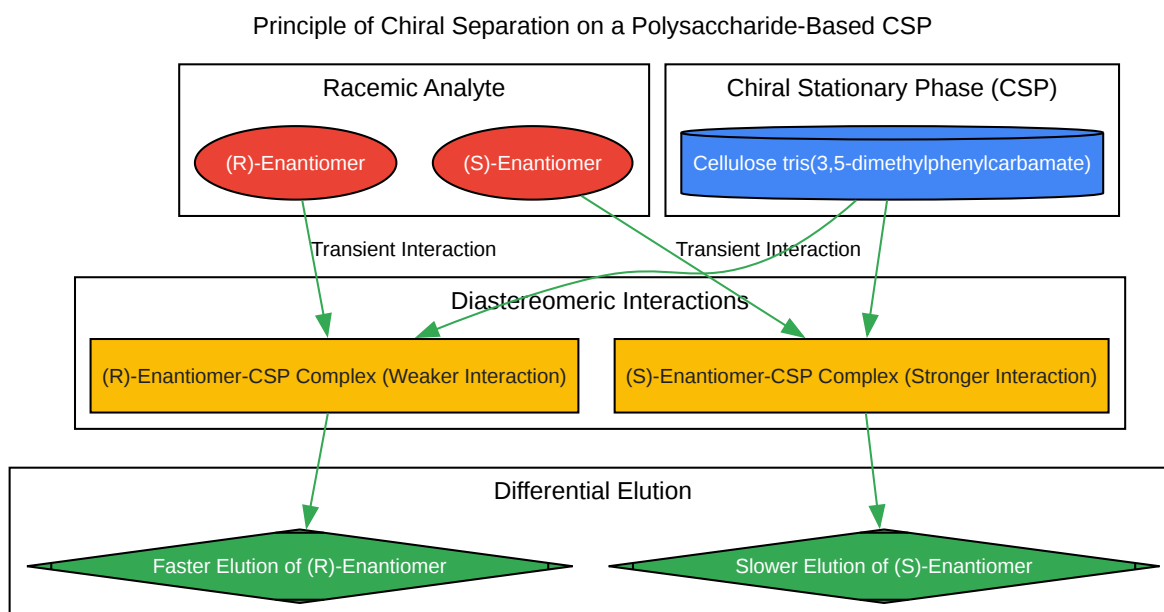 Principle of Chiral Separation on a Polysaccharide-Based CSP
Racemic Analyte
Chiral Stationary Phase (CSP)
(R)-Enantiomer
(S)-Enantiomer
Cellulose tris(3,5-dimethylphenylcarbamate)
Transient Interaction
Transient Interaction
Diastereomeric Interactions
(R)-Enantiomer-CSP Complex (Weaker Interaction)
(S)-Enantiomer-CSP Complex (Stronger Interaction)
Differential Elution
Faster Elution of (R)-Enantiomer
Slower Elution of (S)-Enantiomer